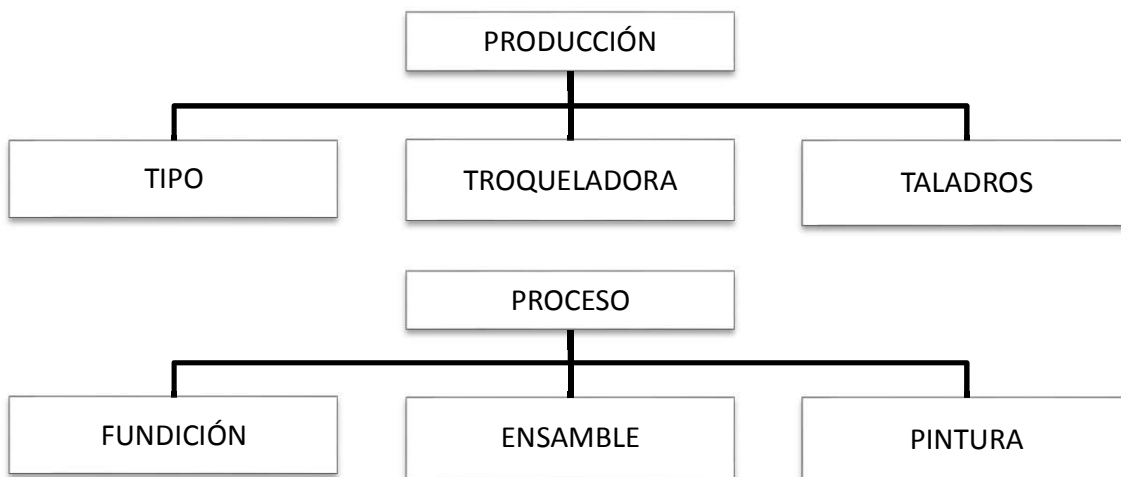 PRODUCCIÓN
TIPO
TROQUELADORA
TALADROS
PROCESO
FUNDICIÓN
ENSAMBLE
PINTURA